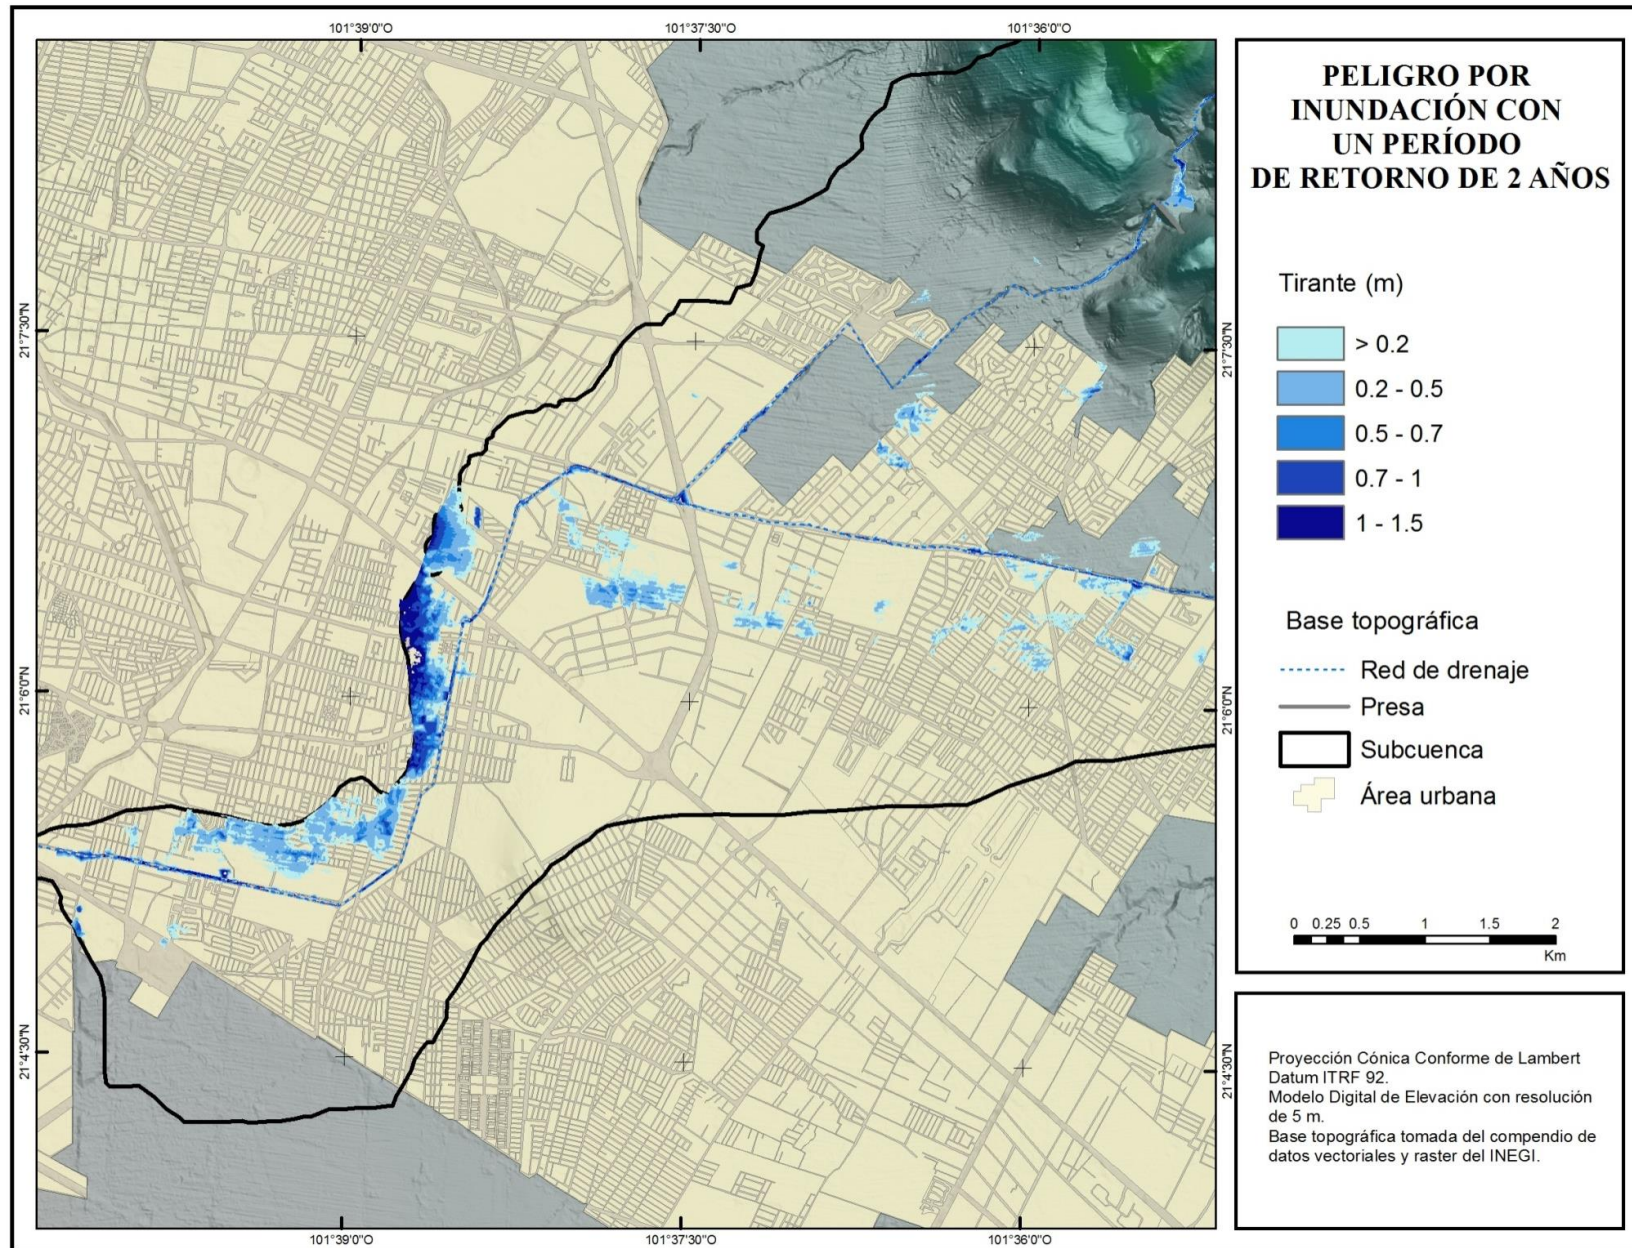 101°39'0"O
101°37'30"O
101°36'0"O
21°7'30"N
21°6'0"N
21°4'30"N
21°7'30"N
21°6'0"N
21°4'30"N
101°39'0"O
101°37'30"O
101°36'0"O
PELIGRO POR
INUNDACIÓN CON
UN PERÍODO
DE RETORNO DE 2 AÑOS
Tirante (m)
> 0.2
0.2 - 0.5
0.5 - 0.7
0.7 - 1
1 - 1.5
Base topográfica
Red de drenaje
Presa
Subcuenca
Área urbana
0 0.25 0.5 1 1.5 2
Km
Proyección Cónica Conforme de Lambert
Datum ITRF 92.
Modelo Digital de Elevación con resolución
de 5 m.
Base topográfica tomada del compendio de
datos vectoriales y raster del INEGI.